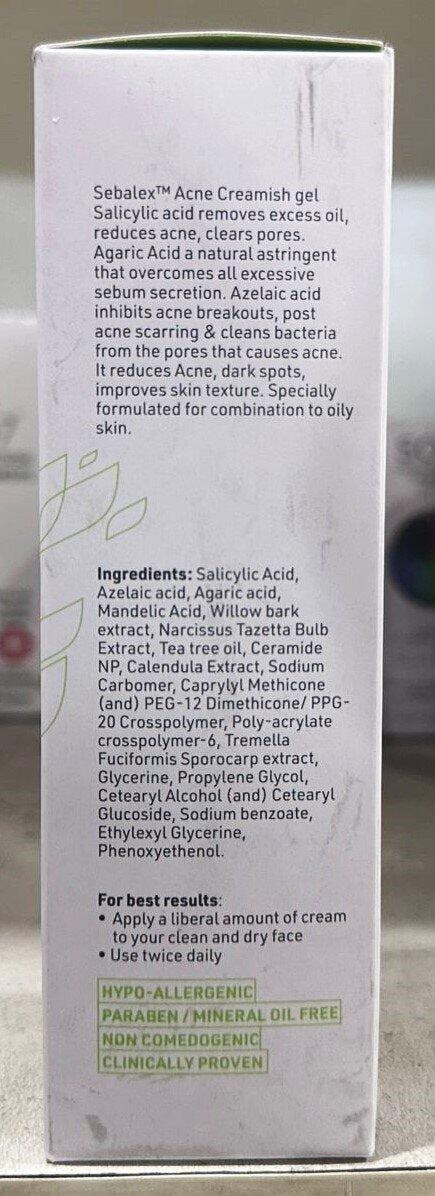 Sebalex™ Acne Creamish gel
Salicylic acid removes excess oil,
reduces acne, clears pores.
Agaric Acid a natural astringent
that overcomes all excessive
sebum secretion. Azelaic acid
inhibits acne breakouts, post
acne scarring & cleans bacteria
from the pores that causes acne.
It reduces Acne, dark spots,
improves skin texture. Specially
formulated for combination to oily
skin.
Ingredients: Salicylic Acid,
Azelaic acid, Agaric acid,
Mandelic Acid, Willow bark
extract, Narcissus Tazetta Bulb
Extract, Tea tree oil, Ceramide
NP, Calendula Extract, Sodium
Carbomer, Caprylyl Methicone
(and) PEG-12 Dimethicone/ PPG-
20 Crosspolymer, Poly-acrylate
crosspolymer-6, Tremella
Fuciformis Sporocarp extract,
Glycerine, Propylene Glycol,
Cetearyl Alcohol (and) Cetearyl
Glucoside, Sodium benzoate,
Ethylexyl Glycerine,
Phenoxyethenol.
For best results:
• Apply a liberal amount of cream
to your clean and dry face
• Use twice daily
HYPO-ALLERGENIC
PARABEN / MINERAL OIL FREE
NON COMEDOGENIC
CLINICALLY PROVEN